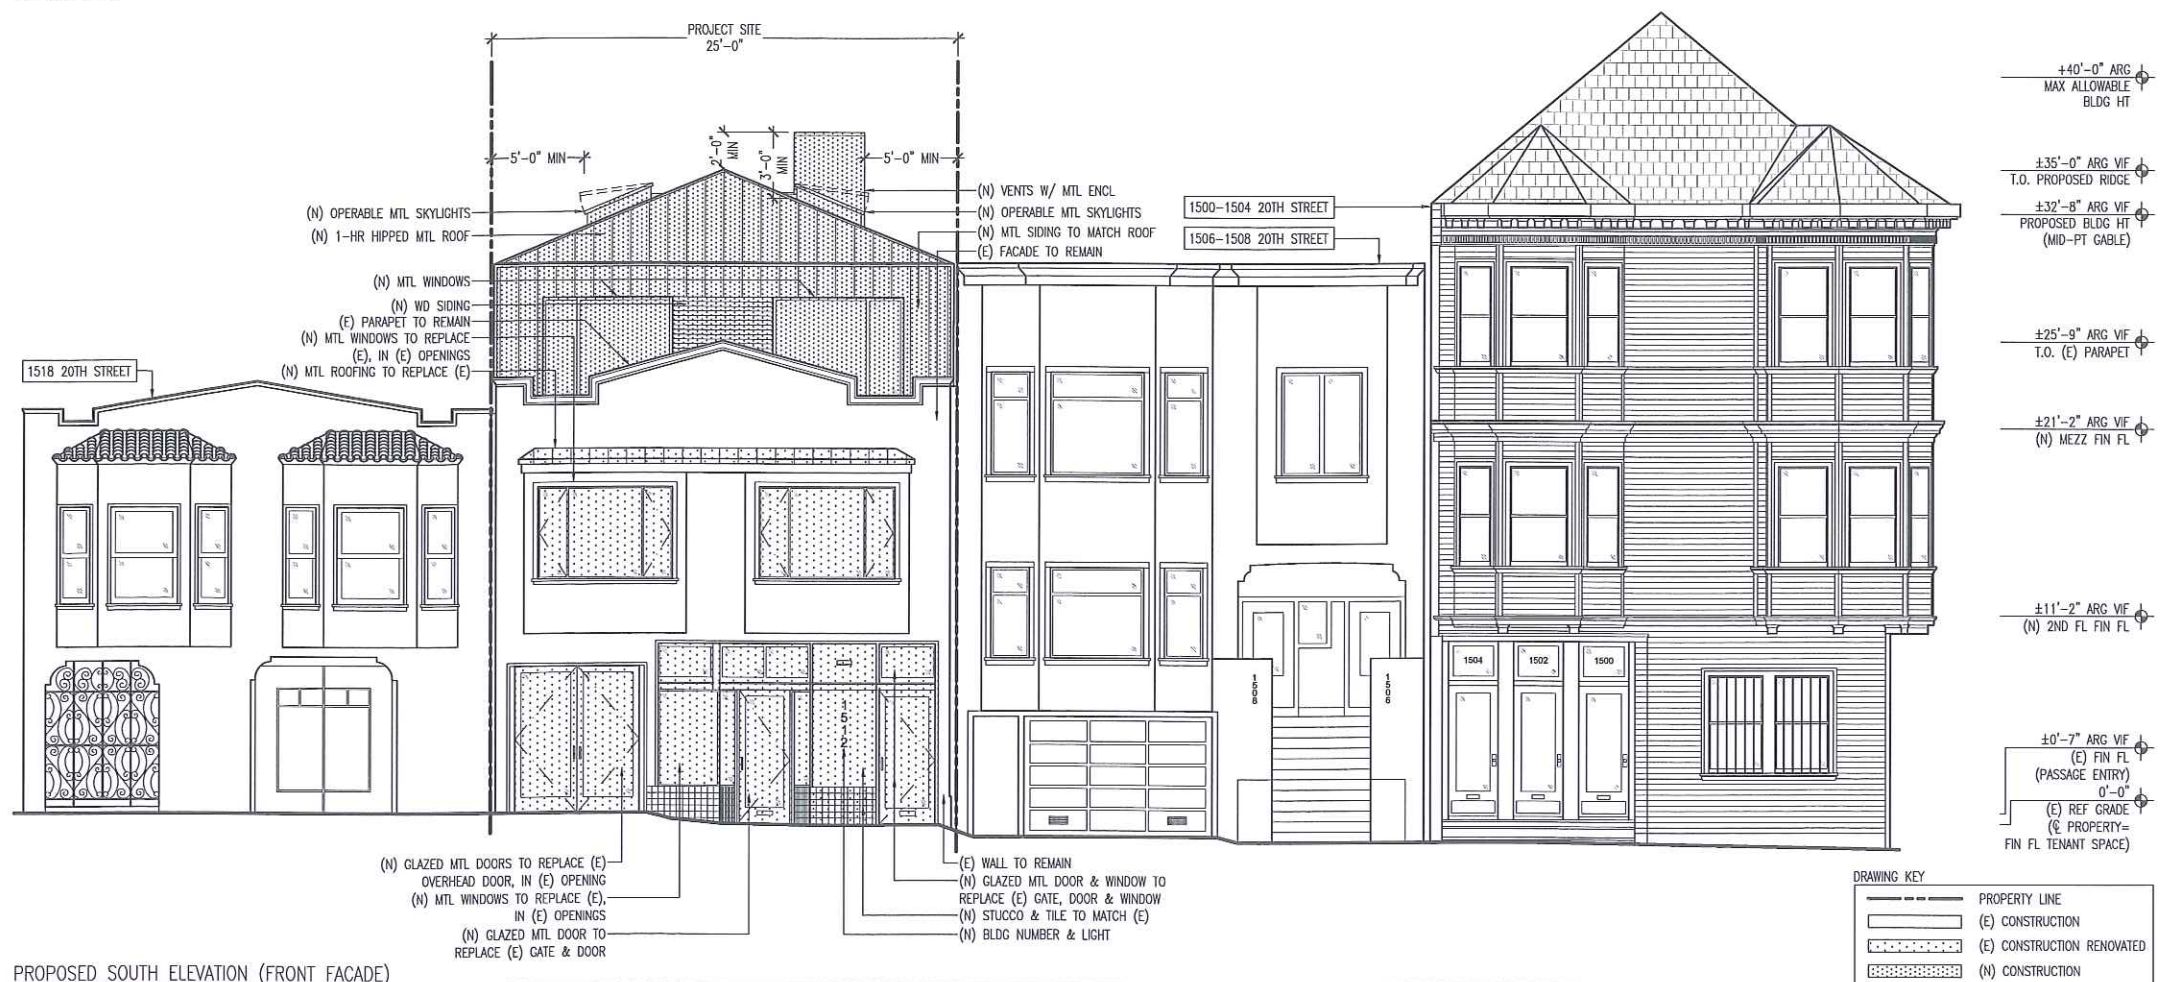 PROJECT SITE
25'-0"
5'-0" MIN
2'-0"
MIN
3'-0"
MIN
5'-0" MIN
(N) OPERABLE MTL SKYLIGHTS
(N) 1-HR HIPPED MTL ROOF
(N) MTL WINDOWS
(N) WD SIDING
(E) PARAPET TO REMAIN
(N) MTL WINDOWS TO REPLACE
(E), IN (E) OPENINGS
(N) MTL ROOFING TO REPLACE (E)
1518 20TH STREET
(N) VENTS W/ MTL ENCL
(N) OPERABLE MTL SKYLIGHTS
(N) MTL SIDING TO MATCH ROOF
(E) FACADE TO REMAIN
1500-1504 20TH STREET
1506-1508 20TH STREET
+40'-0" ARG
MAX ALLOWABLE
BLDG HT
±35'-0" ARG VIF
T.O. PROPOSED RIDGE
±32'-8" ARG VIF
PROPOSED BLDG HT
(MID-PT GABLE)
±25'-9" ARG VIF
T.O. (E) PARAPET
±21'-2" ARG VIF
(N) MEZZ FIN FL
±11'-2" ARG VIF
(N) 2ND FL FIN FL
±0'-7" ARG VIF
(E) FIN FL
(PASSAGE ENTRY)
0'-0"
(E) REF GRADE
(℄ PROPERTY=
FIN FL TENANT SPACE)
1512
1508
1506
1504
1502
1500
(N) GLAZED MTL DOORS TO REPLACE (E)
OVERHEAD DOOR, IN (E) OPENING
(N) MTL WINDOWS TO REPLACE (E),
IN (E) OPENINGS
(N) GLAZED MTL DOOR TO
REPLACE (E) GATE & DOOR
(E) WALL TO REMAIN
(N) GLAZED MTL DOOR & WINDOW TO
REPLACE (E) GATE, DOOR & WINDOW
(N) STUCCO & TILE TO MATCH (E)
(N) BLDG NUMBER & LIGHT
DRAWING KEY
PROPERTY LINE
(E) CONSTRUCTION
(E) CONSTRUCTION RENOVATED
(N) CONSTRUCTION
PROPOSED SOUTH ELEVATION (FRONT FACADE)